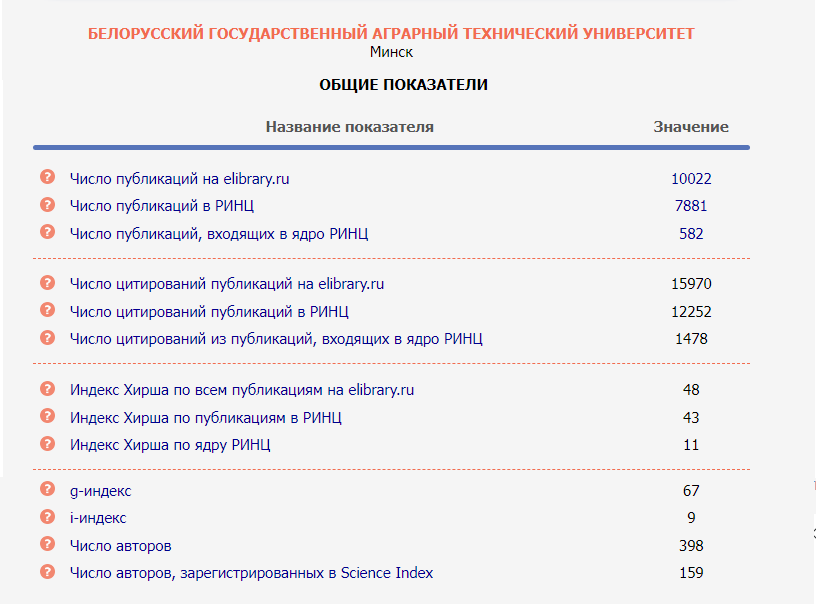 БЕЛОРУССКИЙ ГОСУДАРСТВЕННЫЙ АГРАРНЫЙ ТЕХНИЧЕСКИЙ УНИВЕРСИТЕТ
Минск
ОБЩИЕ ПОКАЗАТЕЛИ
Название показателя Значение
? Число публикаций на elibrary.ru 10022
? Число публикаций в РИНЦ 7881
? Число публикаций, входящих в ядро РИНЦ 582
? Число цитирований публикаций на elibrary.ru 15970
? Число цитирований публикаций в РИНЦ 12252
? Число цитирований из публикаций, входящих в ядро РИНЦ 1478
? Индекс Хирша по всем публикациям на elibrary.ru 48
? Индекс Хирша по публикациям в РИНЦ 43
? Индекс Хирша по ядру РИНЦ 11
? g-индекс 67
? i-индекс 9
? Число авторов 398
? Число авторов, зарегистрированных в Science Index 159